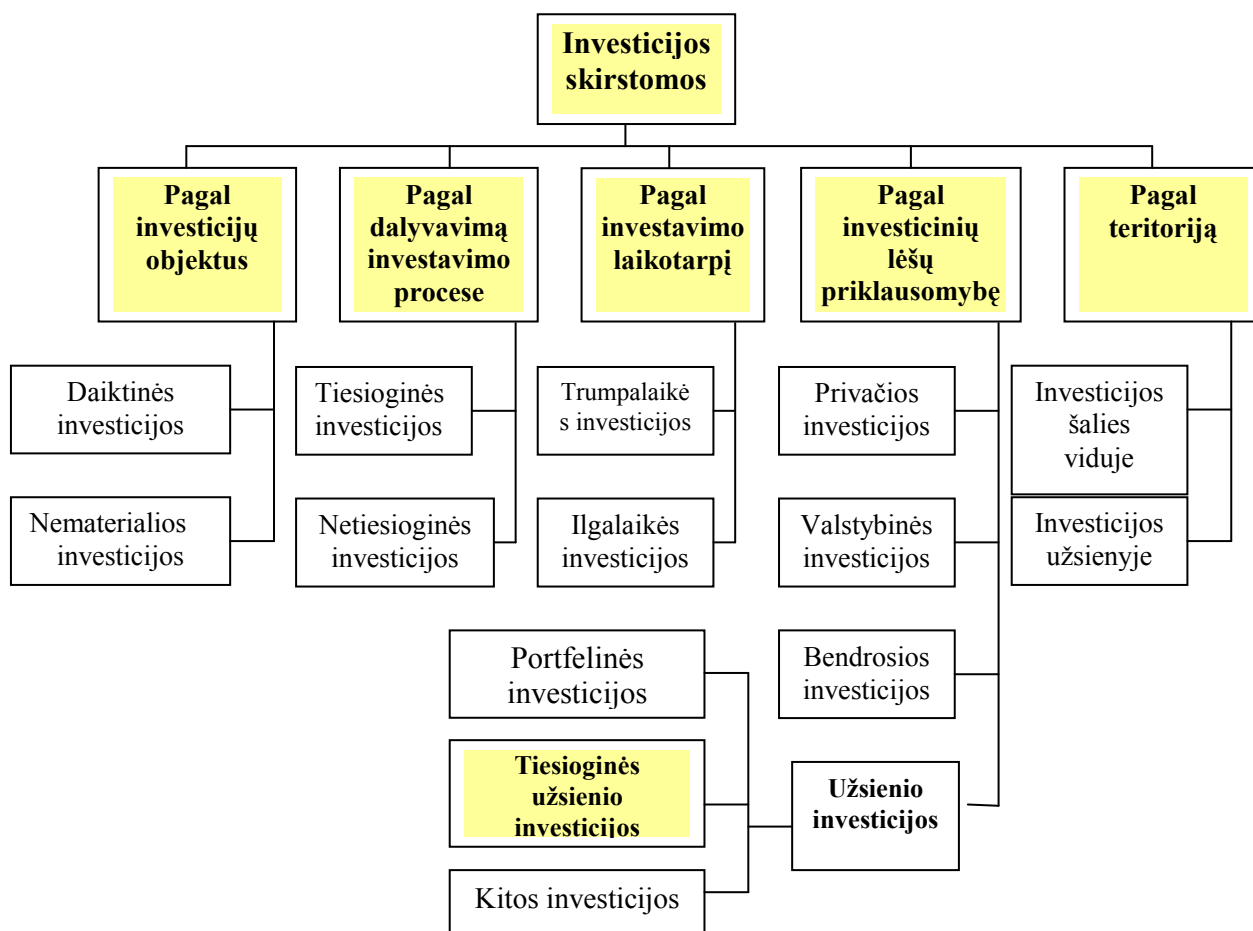 Investicijos
skirstomos
Pagal
investicijų
objektus
Pagal
dalyvavimą
investavimo
procese
Pagal
investavimo
laikotarpį
Pagal
investicinių
lėšų
priklausomybę
Pagal
teritoriją
Daiktinės
investicijos
Tiesioginės
investicijos
Trumpalaikė
s investicijos
Privačios
investicijos
Investicijos
šalies
viduje
Nematerialios
investicijos
Netiesioginės
investicijos
Ilgalaikės
investicijos
Valstybinės
investicijos
Investicijos
užsienyje
Portfelinės
investicijos
Bendrosios
investicijos
Tiesioginės
užsienio
investicijos
Užsienio
investicijos
Kitos investicijos